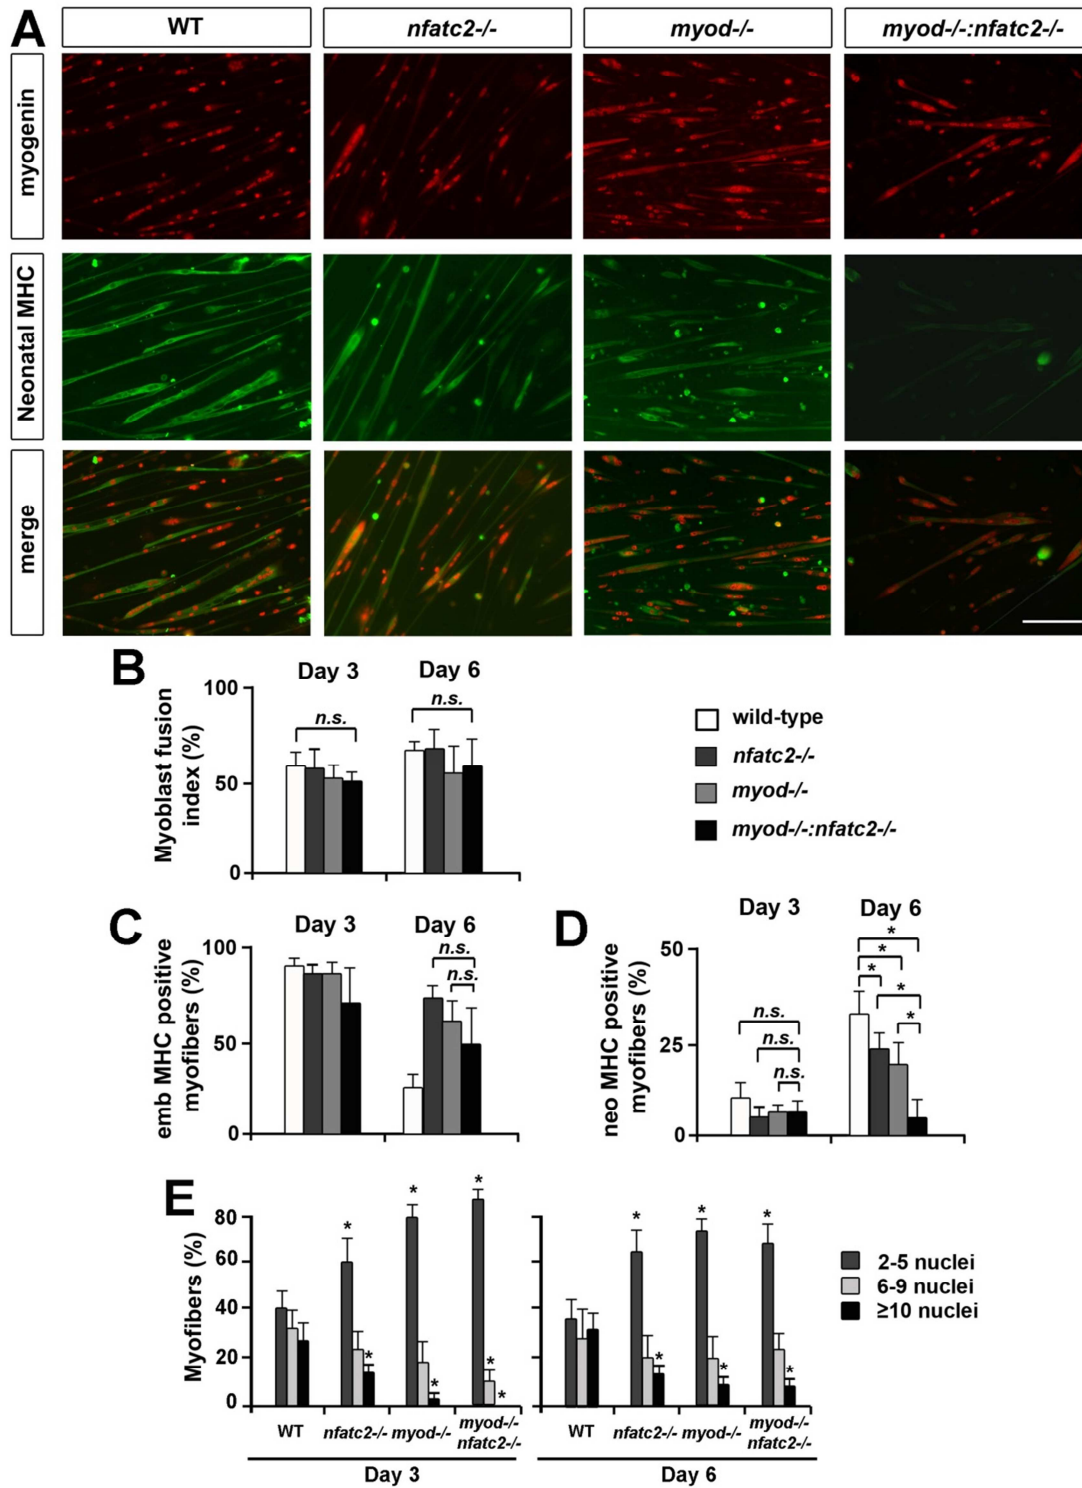 A
WT
nfatc2-/-
myod-/-
myod-/-:nfatc2-/-
myogenin
Neonatal MHC
merge
B
Day 3
Day 6
Myoblast fusion
index (%)
100
50
0
n.s.
n.s.
wild-type
nfatc2-/-
myod-/-
myod-/-:nfatc2-/-
C
Day 3
Day 6
emb MHC positive
myofibers (%)
100
50
0
n.s.
n.s.
D
Day 3
Day 6
neo MHC positive
myofibers (%)
50
25
0
n.s.
n.s.
n.s.
*
*
*
*
*
E
Myofibers (%)
80
60
40
20
0
*
*
*
*
*
*
*
*
*
*
*
*
*
2-5 nuclei
6-9 nuclei
≥10 nuclei
WT
nfatc2-/-
myod-/-
myod-/-
nfatc2-/-
WT
nfatc2-/-
myod-/-
myod-/-
nfatc2-/-
Day 3
Day 6